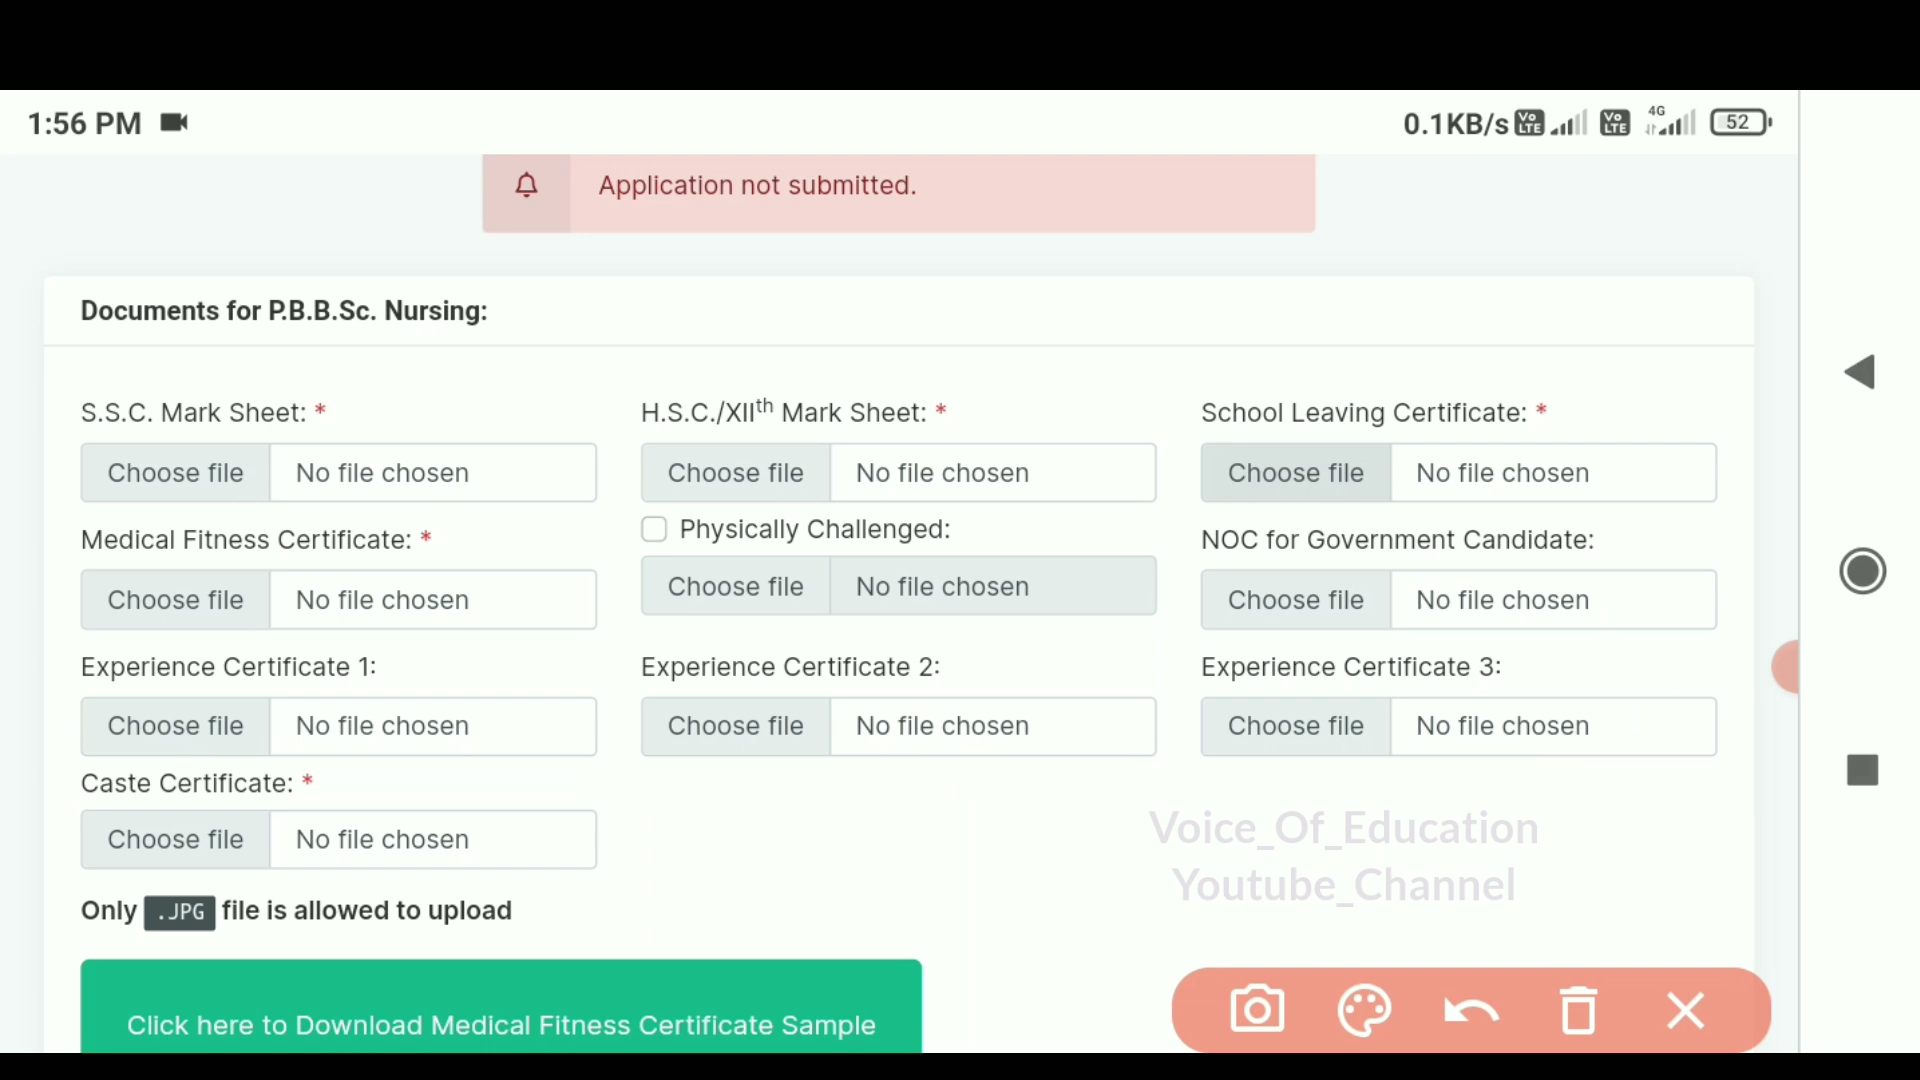 1:56 PM 0.1KB/s Vo LTE Vo LTE 4G 52
Application not submitted.
Documents for P.B.B.Sc. Nursing:
S.S.C. Mark Sheet: * H.S.C./XIIth Mark Sheet: * School Leaving Certificate: *
Choose file No file chosen Choose file No file chosen Choose file No file chosen
Medical Fitness Certificate: * Physically Challenged: NOC for Government Candidate:
Choose file No file chosen Choose file No file chosen Choose file No file chosen
Experience Certificate 1: Experience Certificate 2: Experience Certificate 3:
Choose file No file chosen Choose file No file chosen Choose file No file chosen
Caste Certificate: *
Choose file No file chosen
Voice_Of_Education
Youtube_Channel
Only .JPG file is allowed to upload
Click here to Download Medical Fitness Certificate Sample